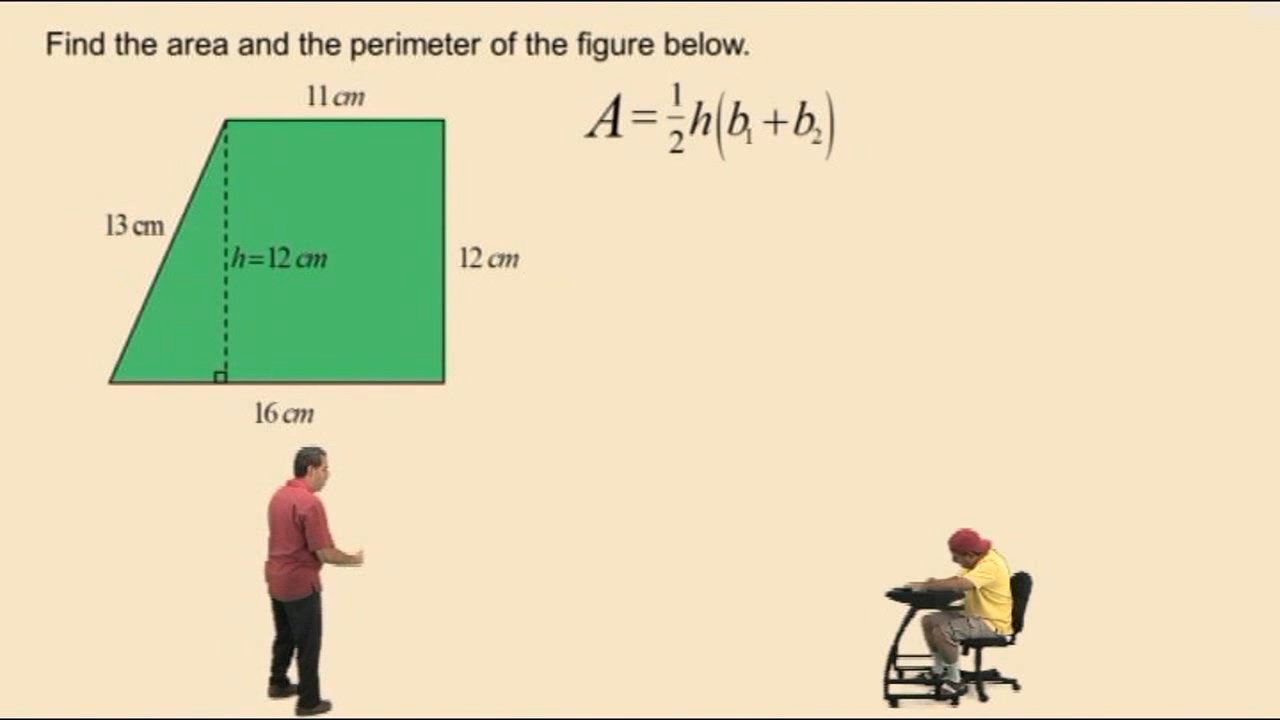 Find the area and the perimeter of the figure below.
11 cm
A = 1/2 h(b₁ + b₂)
13 cm
h = 12 cm
12 cm
16 cm